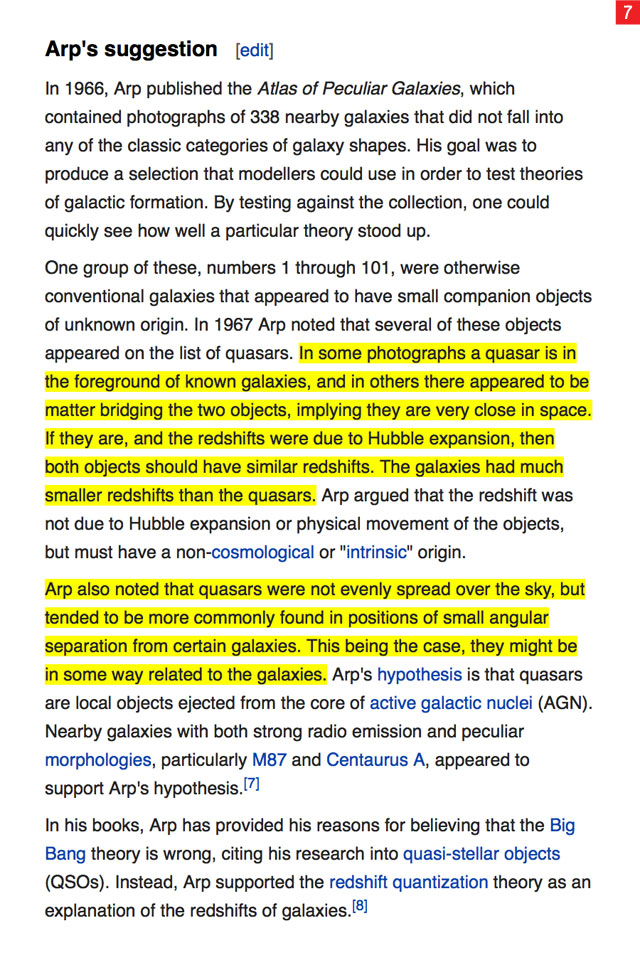 7
Arp's suggestion [edit]
In 1966, Arp published the Atlas of Peculiar Galaxies, which
contained photographs of 338 nearby galaxies that did not fall into
any of the classic categories of galaxy shapes. His goal was to
produce a selection that modellers could use in order to test theories
of galactic formation. By testing against the collection, one could
quickly see how well a particular theory stood up.
One group of these, numbers 1 through 101, were otherwise
conventional galaxies that appeared to have small companion objects
of unknown origin. In 1967 Arp noted that several of these objects
appeared on the list of quasars. In some photographs a quasar is in
the foreground of known galaxies, and in others there appeared to be
matter bridging the two objects, implying they are very close in space.
If they are, and the redshifts were due to Hubble expansion, then
both objects should have similar redshifts. The galaxies had much
smaller redshifts than the quasars. Arp argued that the redshift was
not due to Hubble expansion or physical movement of the objects,
but must have a non-cosmological or "intrinsic" origin.
Arp also noted that quasars were not evenly spread over the sky, but
tended to be more commonly found in positions of small angular
separation from certain galaxies. This being the case, they might be
in some way related to the galaxies. Arp's hypothesis is that quasars
are local objects ejected from the core of active galactic nuclei (AGN).
Nearby galaxies with both strong radio emission and peculiar
morphologies, particularly M87 and Centaurus A, appeared to
support Arp's hypothesis.[7]
In his books, Arp has provided his reasons for believing that the Big
Bang theory is wrong, citing his research into quasi-stellar objects
(QSOs). Instead, Arp supported the redshift quantization theory as an
explanation of the redshifts of galaxies.[8]